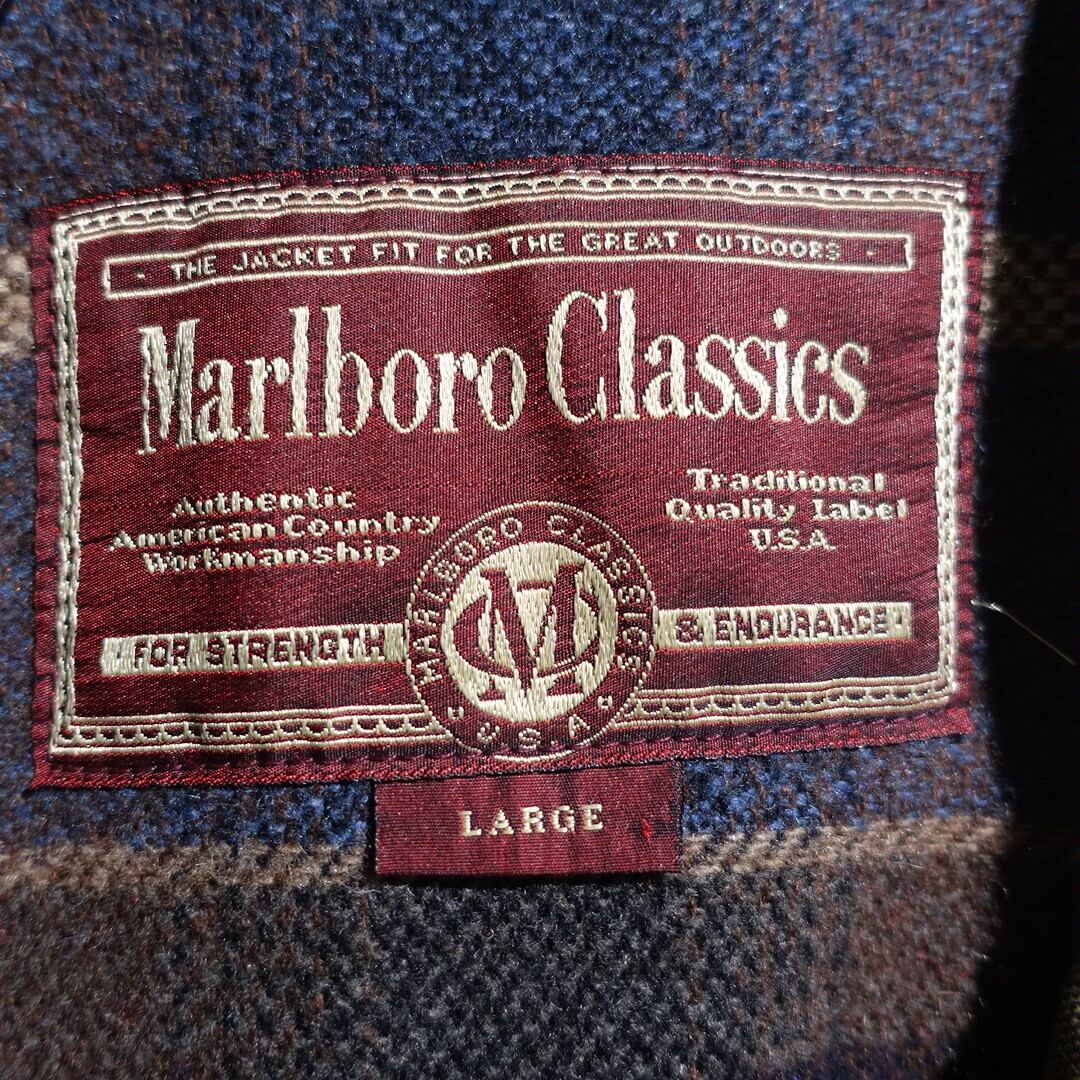 · THE JACKET FIT FOR THE GREAT OUTDOORS ·
Marlboro Classics
Authentic
American Country
Workmanship
Traditional
Quality Label
U.S.A.
·FOR STRENGTH
& ENDURANCE·
MARLBORO CLASSICS
U.S.A
MC
LARGE